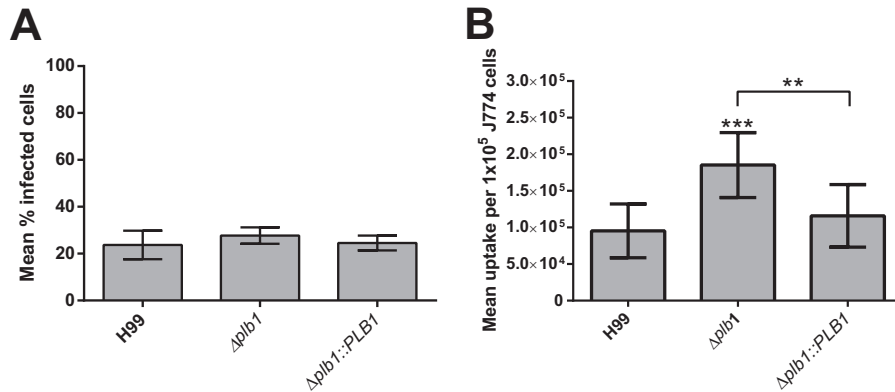 A
Mean % infected cells
100
80
60
40
20
0
H99
Δplb1
Δplb1::PLB1
B
Mean uptake per 1x10⁵ J774 cells
3.0×10⁵
2.5×10⁵
2.0×10⁵
1.5×10⁵
1.0×10⁵
5.0×10⁴
0
***
**
H99
Δplb1
Δplb1::PLB1